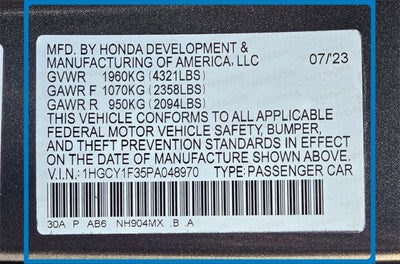 MFD. BY HONDA DEVELOPMENT &
MANUFACTURING OF AMERICA, LLC 07/23
GVWR 1960KG (4321LBS)
GAWR F 1070KG (2358LBS)
GAWR R 950KG (2094LBS)
THIS VEHICLE CONFORMS TO ALL APPLICABLE
FEDERAL MOTOR VEHICLE SAFETY, BUMPER,
AND THEFT PREVENTION STANDARDS IN EFFECT
ON THE DATE OF MANUFACTURE SHOWN ABOVE.
V.I.N.: 1HGCY1F35PA048970 TYPE: PASSENGER CAR
30A P AB6 NH904MX .B .A